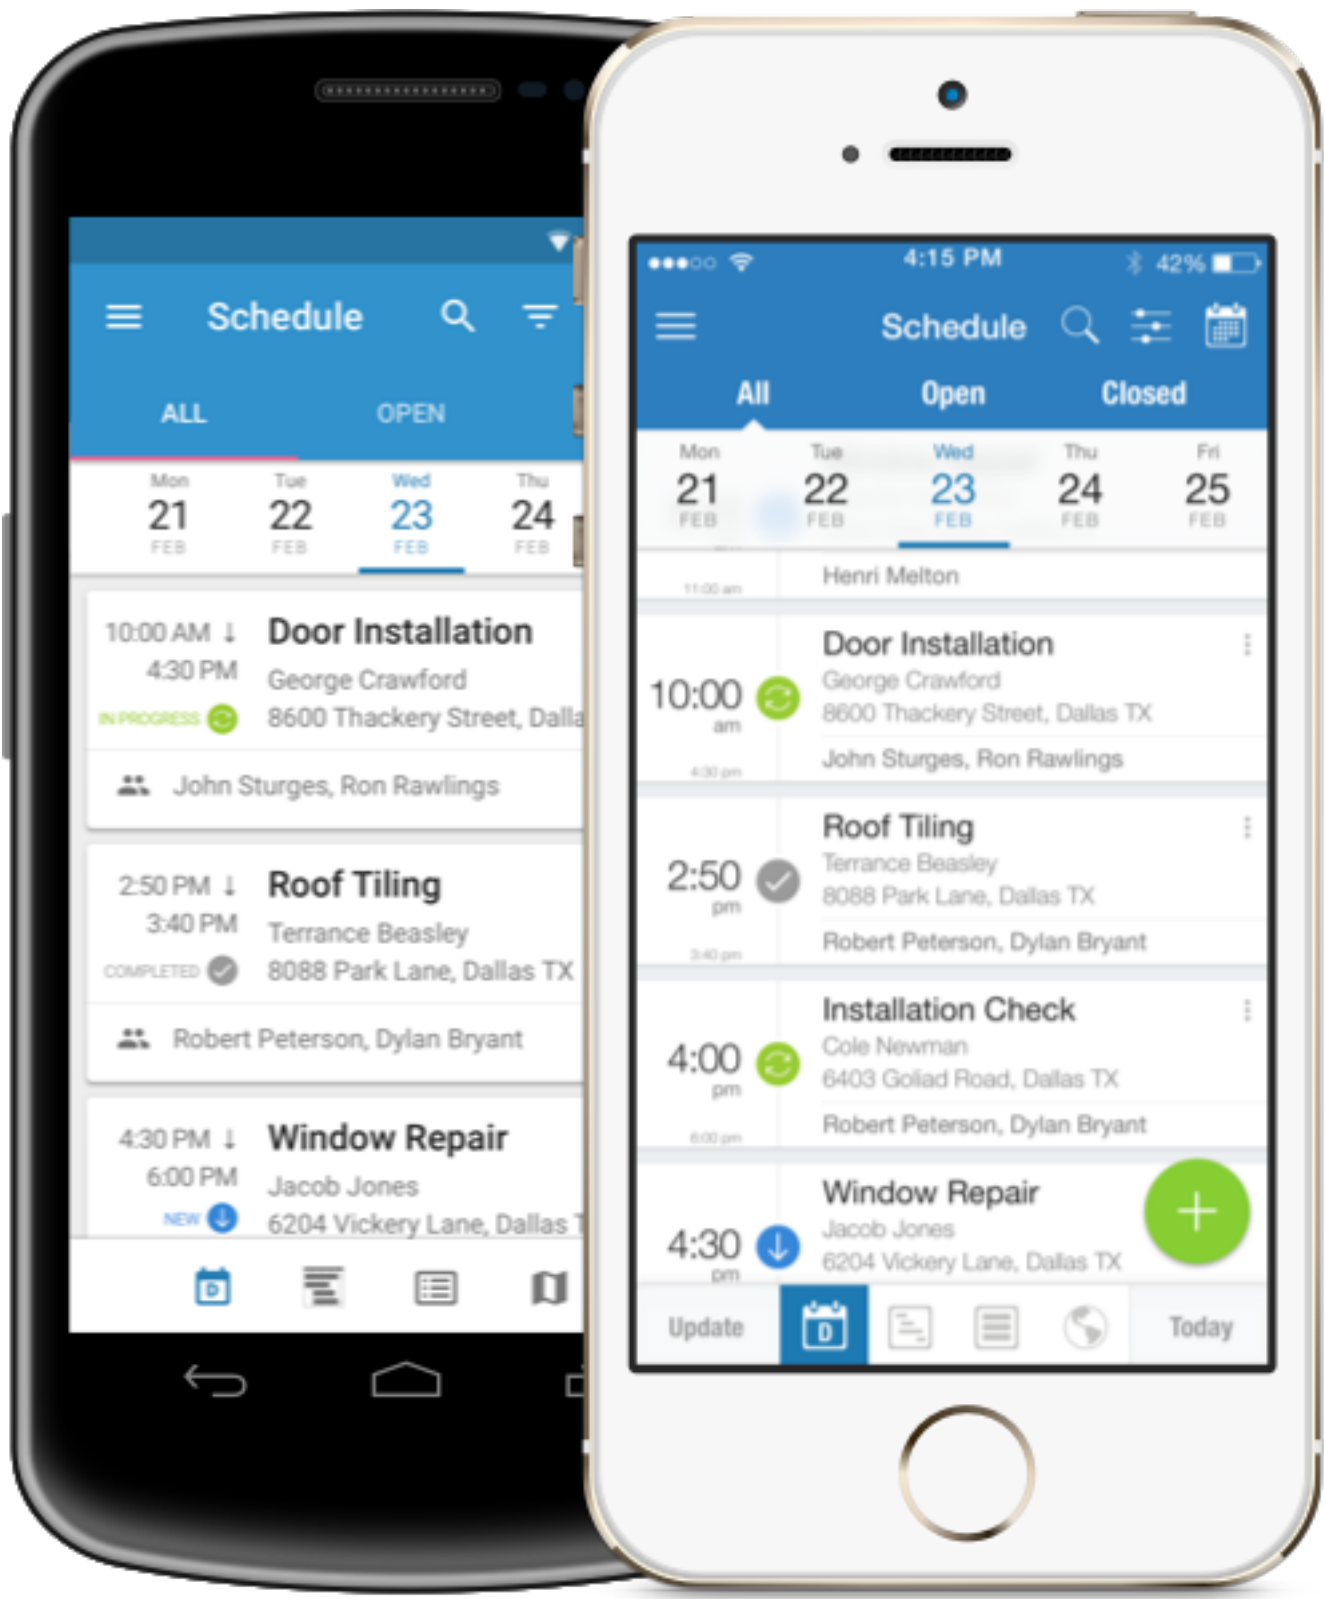 Schedule
ALL
OPEN
Mon
21
FEB
Tue
22
FEB
Wed
23
FEB
Thu
24
FEB
10:00 AM ↓
4:30 PM
IN PROGRESS
Door Installation
George Crawford
8600 Thackery Street, Dalla
John Sturges, Ron Rawlings
2:50 PM ↓
3:40 PM
COMPLETED
Roof Tiling
Terrance Beasley
8088 Park Lane, Dallas TX
Robert Peterson, Dylan Bryant
4:30 PM ↓
6:00 PM
NEW
Window Repair
Jacob Jones
6204 Vickery Lane, Dallas T
D
4:15 PM
42%
Schedule
All
Open
Closed
Mon
21
FEB
Tue
22
FEB
Wed
23
FEB
Thu
24
FEB
Fri
25
FEB
11:00 am
Henri Melton
10:00
am
4:30 pm
Door Installation
George Crawford
8600 Thackery Street, Dallas TX
John Sturges, Ron Rawlings
2:50
pm
3:40 pm
Roof Tiling
Terrance Beasley
8088 Park Lane, Dallas TX
Robert Peterson, Dylan Bryant
4:00
pm
6:00 pm
Installation Check
Cole Newman
6403 Goliad Road, Dallas TX
Robert Peterson, Dylan Bryant
4:30
pm
Window Repair
Jacob Jones
6204 Vickery Lane, Dallas TX
Update
D
Today